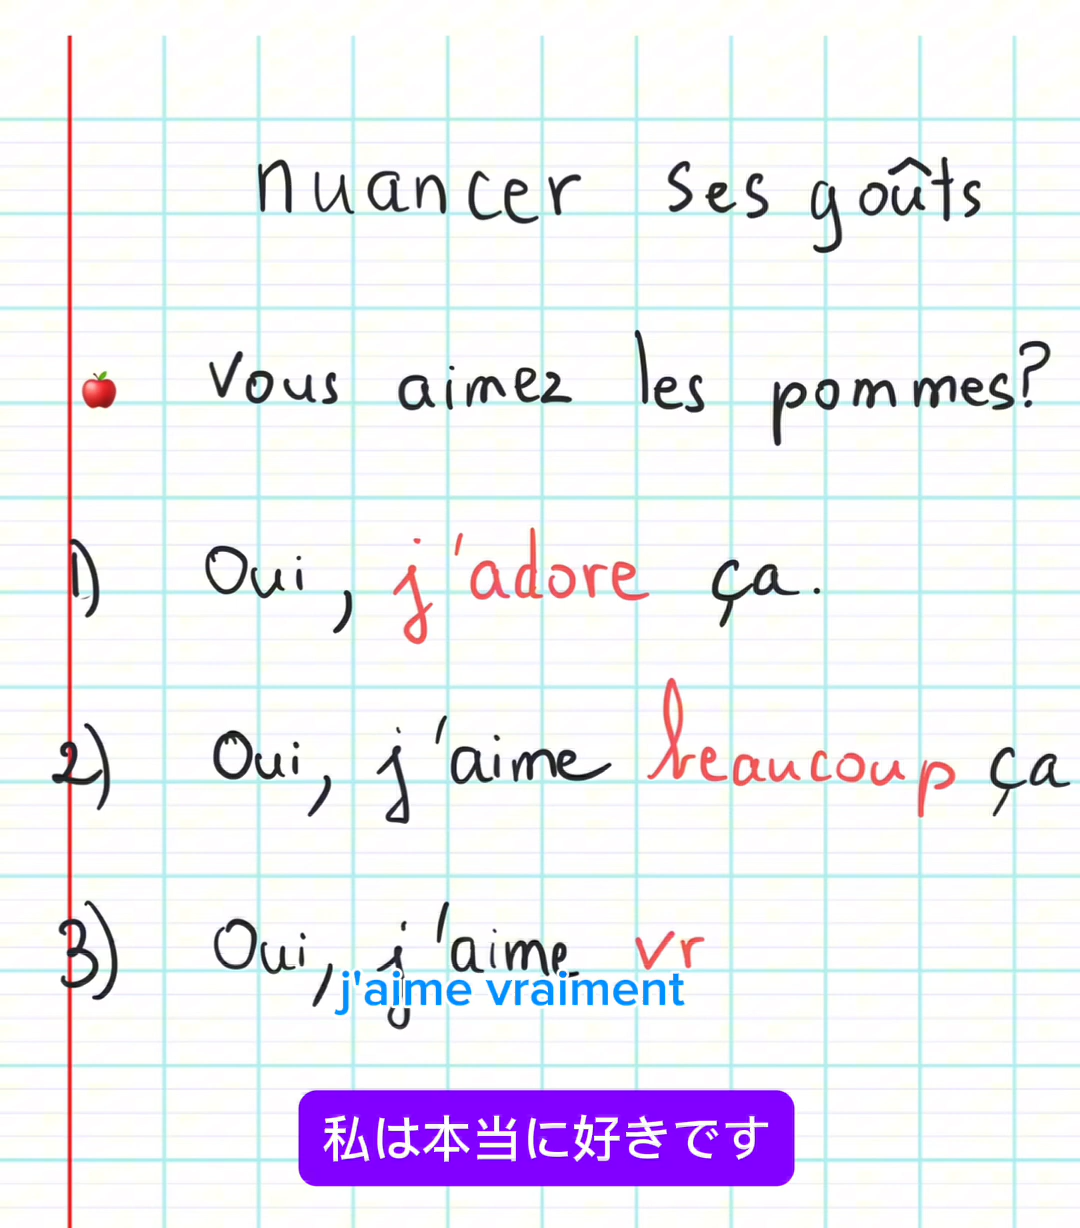 nuancer ses goûts
Vous aimez les pommes?
1) Oui, j'adore ça.
2) Oui, j'aime beaucoup ça
3) Oui, j'aime vr
j'aime vraiment
私は本当に好きです